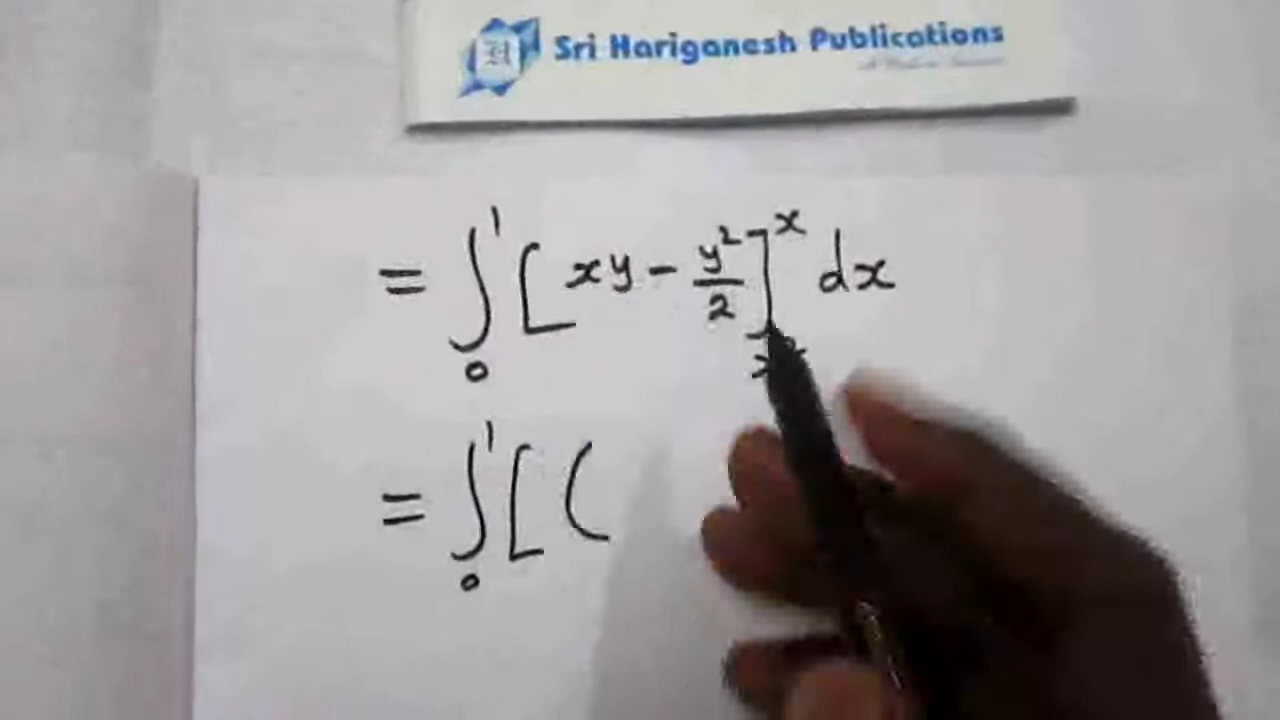 Sri Hariganesh Publications
= ∫₀¹ [xy - y²/2]ˣ dx
= ∫₀¹ [(